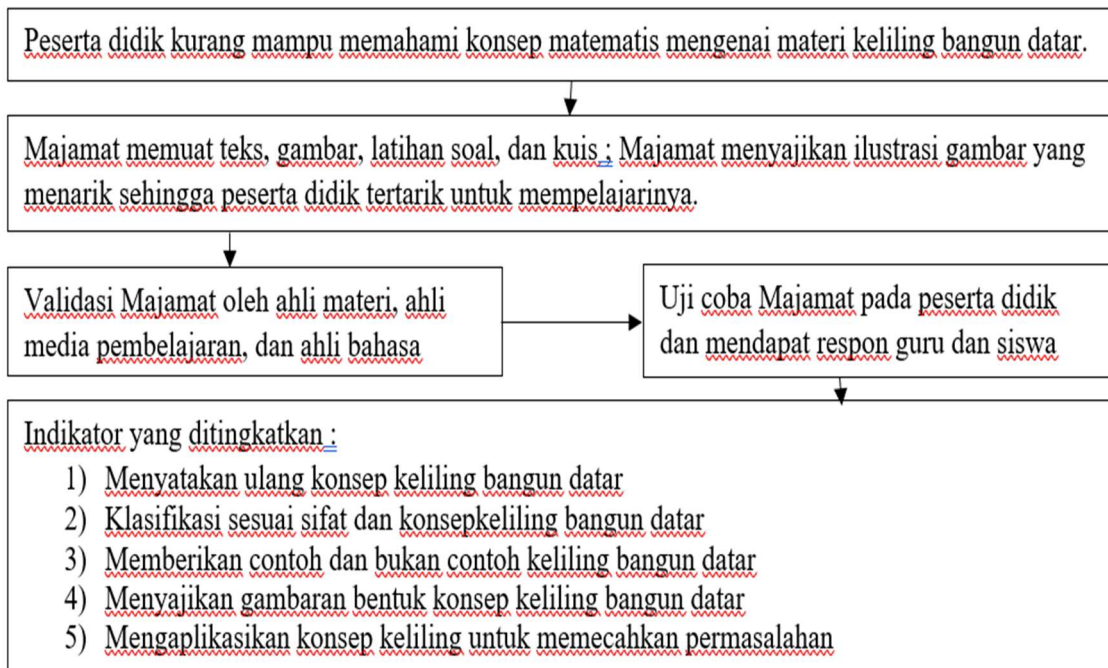 Peserta didik kurang mampu memahami konsep matematis mengenai materi keliling bangun datar.
Majamat memuat teks, gambar, latihan soal, dan kuis ; Majamat menyajikan ilustrasi gambar yang
menarik sehingga peserta didik tertarik untuk mempelajarinya.
Validasi Majamat oleh ahli materi, ahli
media pembelajaran, dan ahli bahasa
Uji coba Majamat pada peserta didik
dan mendapat respon guru dan siswa
Indikator yang ditingkatkan :
1) Menyatakan ulang konsep keliling bangun datar
2) Klasifikasi sesuai sifat dan konsepkeliling bangun datar
3) Memberikan contoh dan bukan contoh keliling bangun datar
4) Menyajikan gambaran bentuk konsep keliling bangun datar
5) Mengaplikasikan konsep keliling untuk memecahkan permasalahan